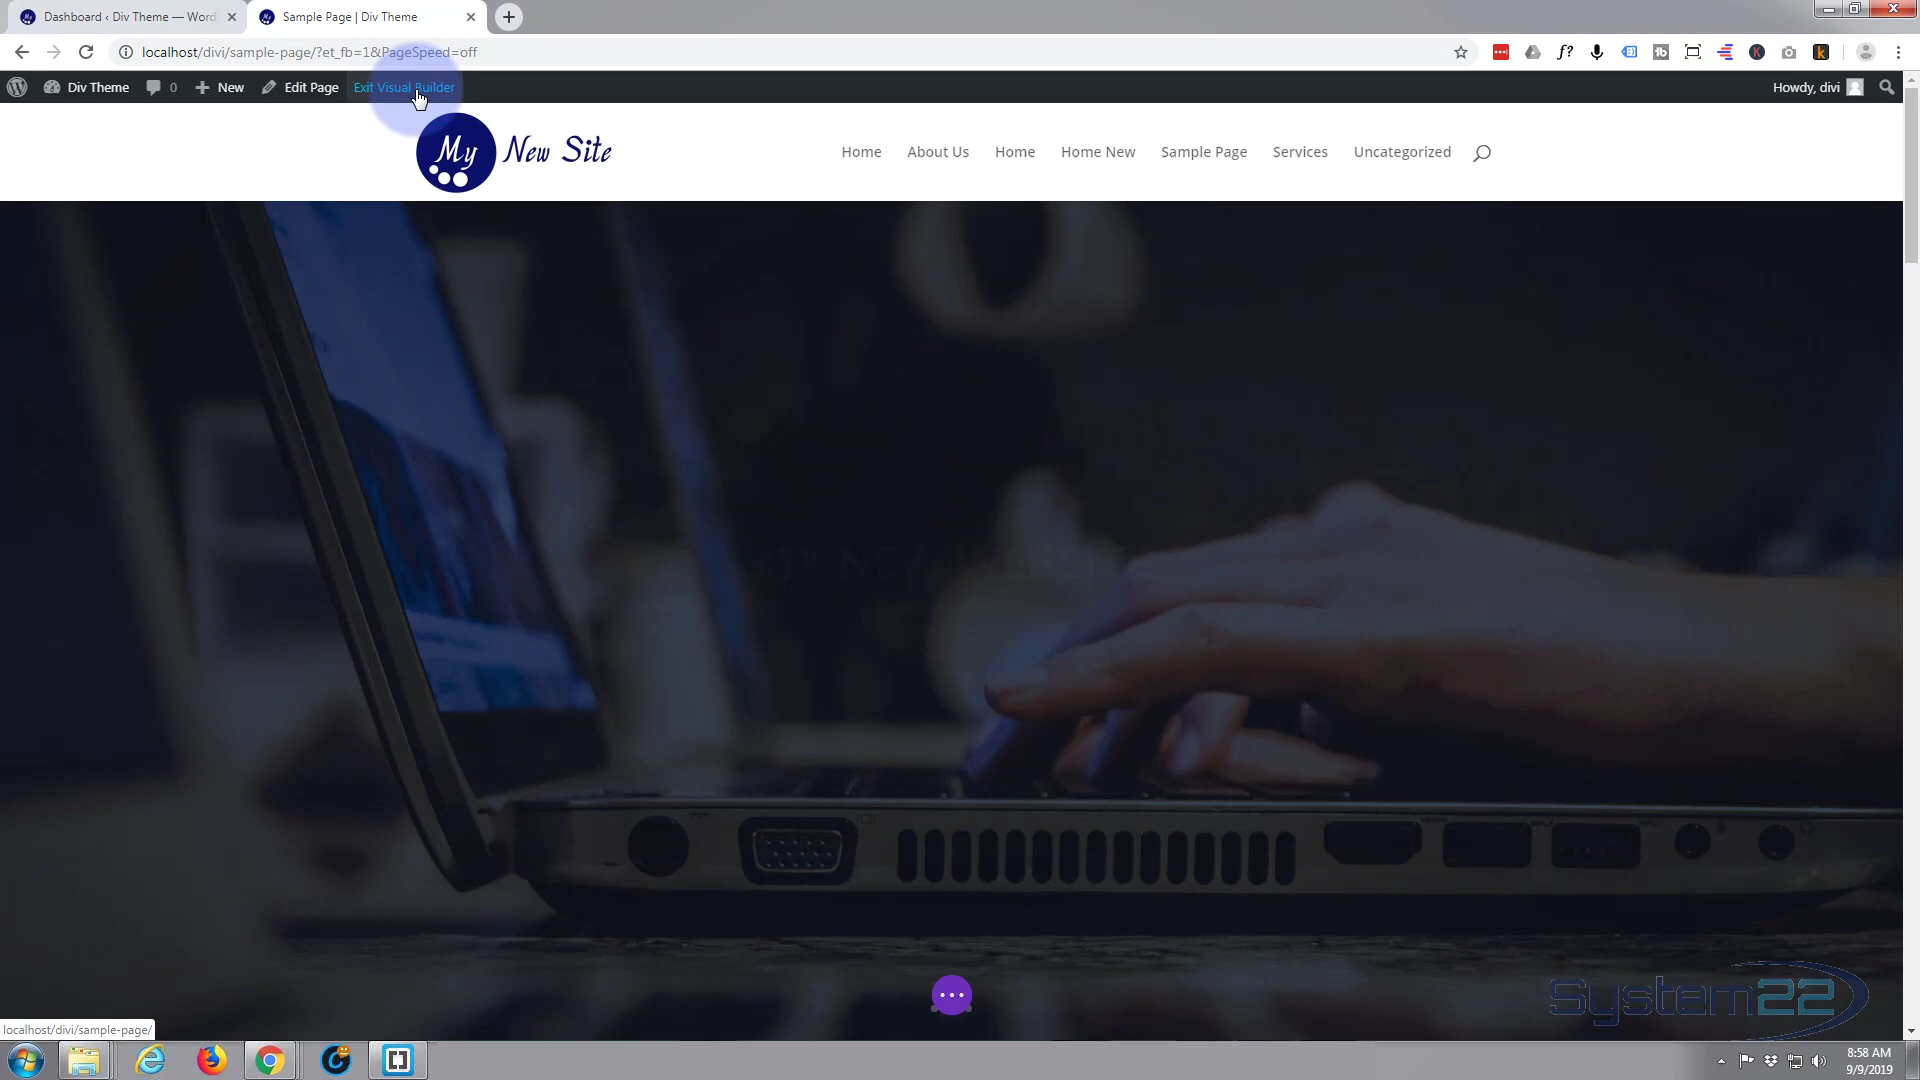 Dashboard ‹ Div Theme — Word
Sample Page | Div Theme
localhost/divi/sample-page/?et_fb=1&PageSpeed=off
Div Theme
0
New
Edit Page
Exit Visual Builder
Howdy, divi
My New Site
Home
About Us
Home
Home New
Sample Page
Services
Uncategorized
MY NEW
System22
localhost/divi/sample-page/
8:58 AM
9/9/2019